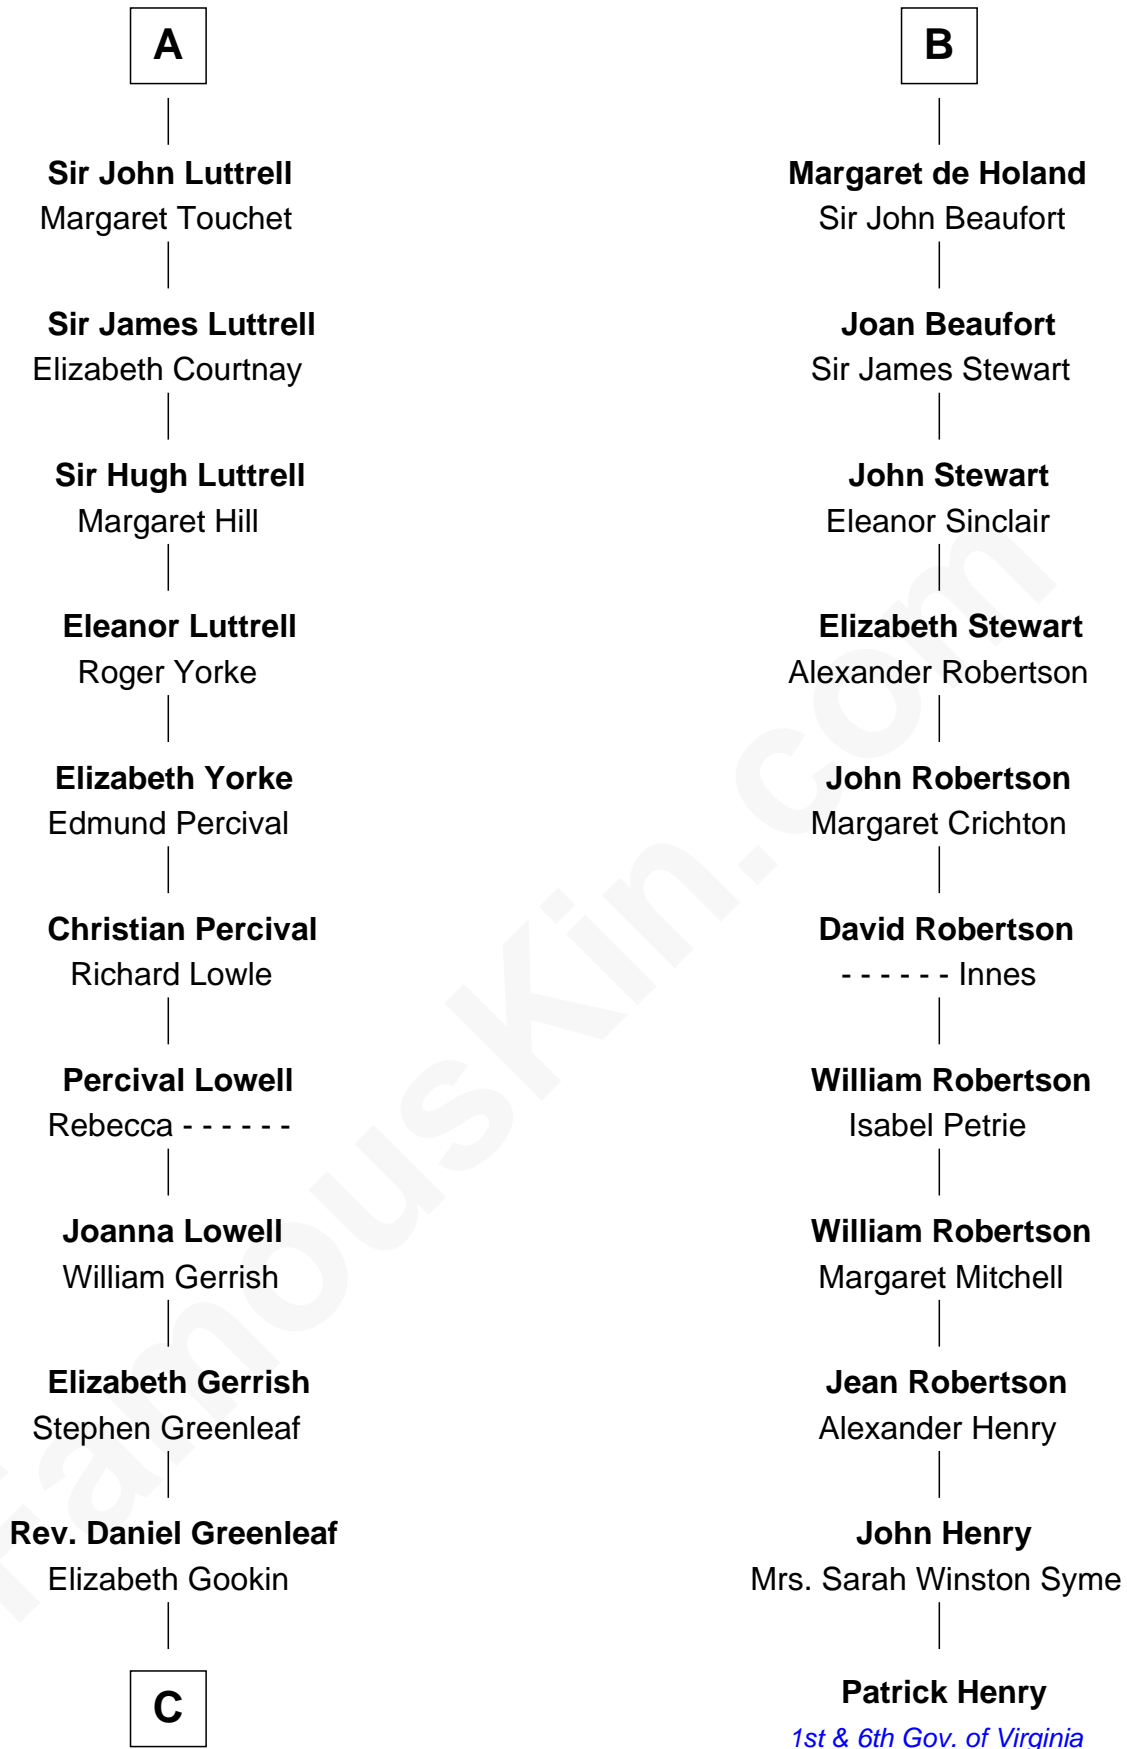 A
Sir John Luttrell
Margaret Touchet
Sir James Luttrell
Elizabeth Courtnay
Sir Hugh Luttrell
Margaret Hill
Eleanor Luttrell
Roger Yorke
Elizabeth Yorke
Edmund Percival
Christian Percival
Richard Lowle
Percival Lowell
Rebecca - - - - - -
Joanna Lowell
William Gerrish
Elizabeth Gerrish
Stephen Greenleaf
Rev. Daniel Greenleaf
Elizabeth Gookin
C
B
Margaret de Holand
Sir John Beaufort
Joan Beaufort
Sir James Stewart
John Stewart
Eleanor Sinclair
Elizabeth Stewart
Alexander Robertson
John Robertson
Margaret Crichton
David Robertson
- - - - - - Innes
William Robertson
Isabel Petrie
William Robertson
Margaret Mitchell
Jean Robertson
Alexander Henry
John Henry
Mrs. Sarah Winston Syme
Patrick Henry
1st & 6th Gov. of Virginia
FamousKin.com